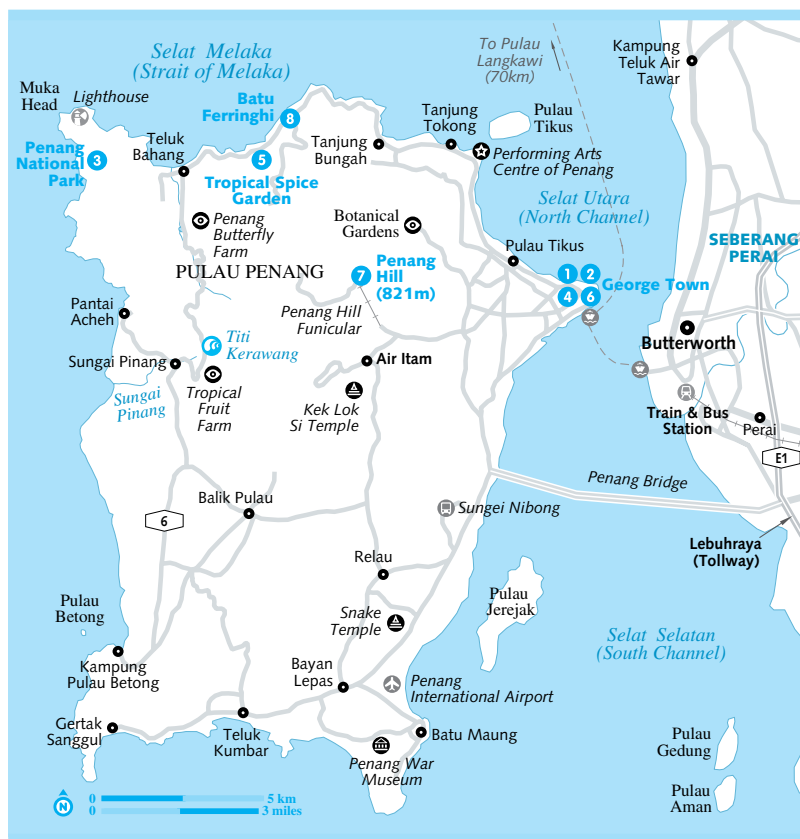 Selat Melaka
(Strait of Melaka)
To Pulau
Langkawi
(70km)
Kampung
Teluk Air
Tawar
Muka
Head
Lighthouse
Batu
Ferringhi
8
Tanjung
Tokong
Pulau
Tikus
Penang
National
Park
3
Teluk
Bahang
5
Tropical Spice
Garden
Tanjung
Bungah
Performing Arts
Centre of Penang
Selat Utara
(North Channel)
Penang
Butterfly
Farm
Botanical
Gardens
Pulau Tikus
SEBERANG
PERAI
PULAU PENANG
7
Penang
Hill
(821m)
1
2
4
6
George Town
Pantai
Acheh
Penang Hill
Funicular
Titi
Kerawang
Butterworth
Sungai Pinang
Air Itam
Sungai
Pinang
Tropical
Fruit
Farm
Kek Lok
Si Temple
Train & Bus
Station
Perai
E1
Penang Bridge
Balik Pulau
6
Sungei Nibong
Lebuhraya
(Tollway)
Relau
Pulau
Jerejak
Pulau
Betong
Snake
Temple
Selat Selatan
(South Channel)
Kampung
Pulau Betong
Bayan
Lepas
Penang
International Airport
Gertak
Sanggul
Teluk
Kumbar
Batu Maung
Pulau
Gedung
Penang War
Museum
Pulau
Aman
N
0
5 km
0
3 miles